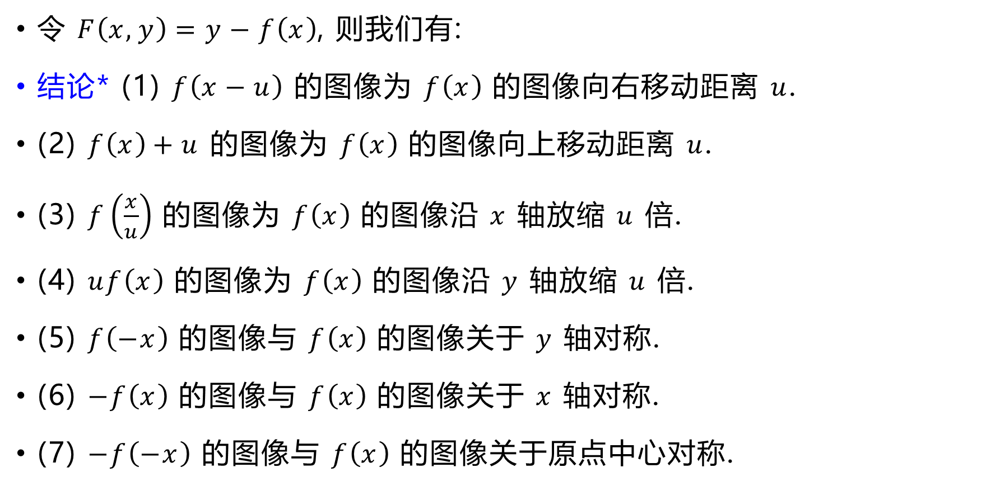 • 令 F(x, y) = y − f(x), 则我们有:
• 结论* (1) f(x − u) 的图像为 f(x) 的图像向右移动距离 u.
• (2) f(x) + u 的图像为 f(x) 的图像向上移动距离 u.
• (3) f(x/u) 的图像为 f(x) 的图像沿 x 轴放缩 u 倍.
• (4) uf(x) 的图像为 f(x) 的图像沿 y 轴放缩 u 倍.
• (5) f(−x) 的图像与 f(x) 的图像关于 y 轴对称.
• (6) −f(x) 的图像与 f(x) 的图像关于 x 轴对称.
• (7) −f(−x) 的图像与 f(x) 的图像关于原点中心对称.